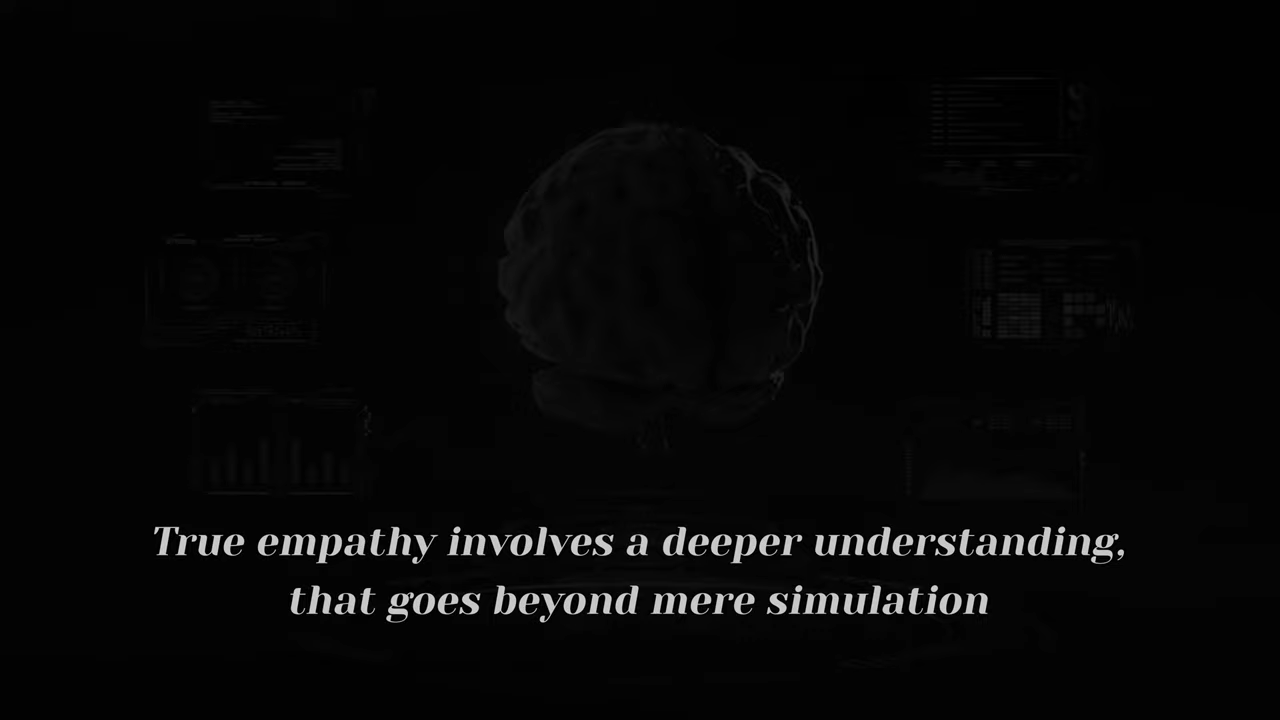 True empathy involves a deeper understanding,
that goes beyond mere simulation